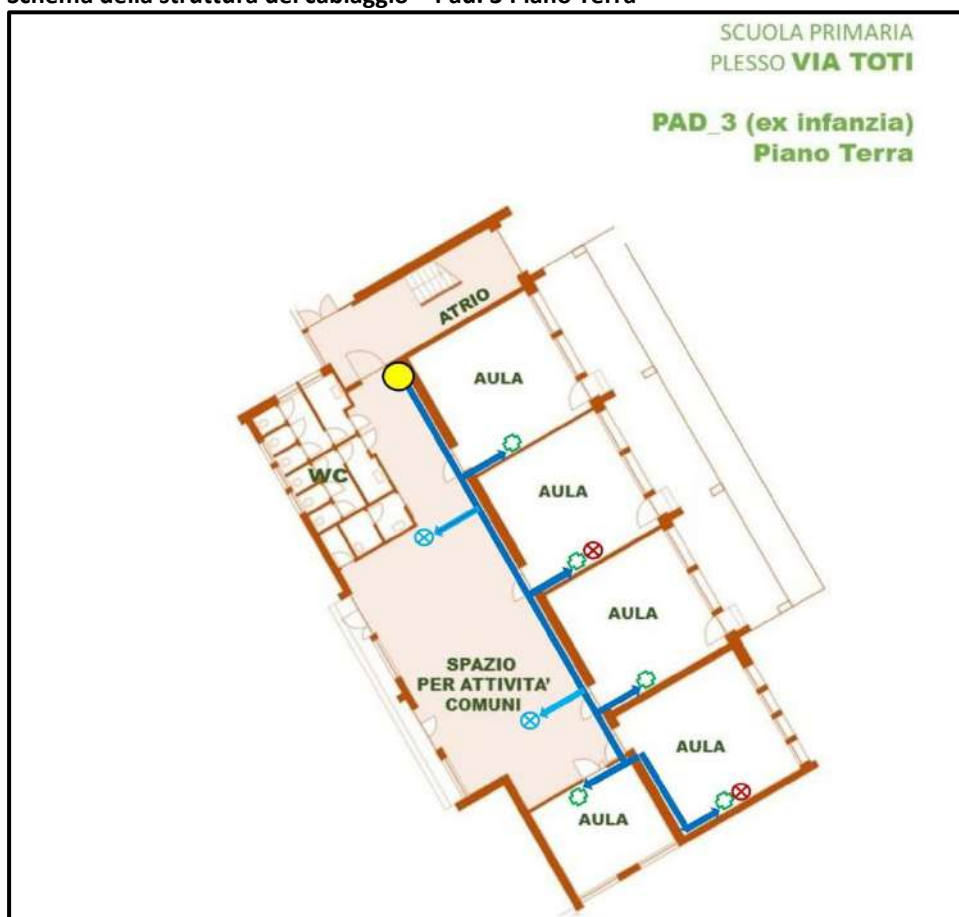 Schema della struttura del cablaggio – Pad. 3 Piano Terra
SCUOLA PRIMARIA
PLESSO VIA TOTI
PAD_3 (ex infanzia)
Piano Terra
ATRIO
AULA
WC
AULA
AULA
SPAZIO
PER ATTIVITA'
COMUNI
AULA
AULA